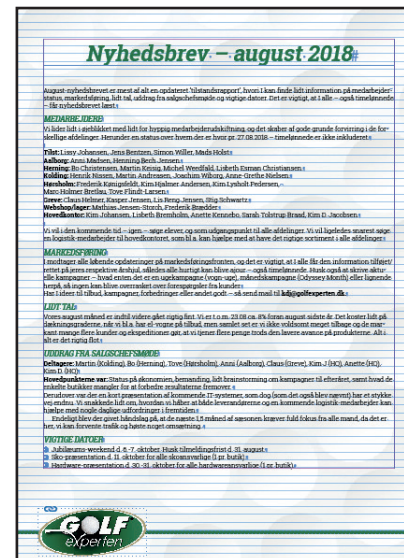 Nyhedsbrev – august 2018
August-nyhedsbrevet er mest af alt en opdateret 'tilstandsrapport', hvori I kan finde lidt information på medarbejder-
status, markedsføring, lidt tal, uddrag fra salgschefsmøde og vigtige datoer. Det er vigtigt, at I alle – også timelønnede
– får nyhedsbrevet læst
MEDARBEJDERE
Vi lider lidt i øjeblikket med lidt for hyppig medarbejderudskiftning, og det skaber af gode grunde forvirring i de for-
skellige afdelinger. Herunder en status over hvem der er hvor pr. 27.08 2018 – timelønnede er ikke inkluderet
Tilst: Lissy Johansen, Jens Bentzen, Simon Willer, Mads Holst
Aalborg: Anni Madsen, Henning Bech Jensen
Herning: Bo Christensen, Martin Keisig, Michel Weedfald, Lisbeth Esman Christiansen
Kolding: Henrik Nissen, Martin Andreasen, Joachim Wiborg, Anne-Grethe Nielsen
Hørsholm: Frederik Kønigsfeldt, Kim Hjalmer Andersen, Kim Lysholt Pedersen,
Marc Holmer Bretlau, Tove Flindt-Larsen
Greve: Claus Helmer, Kasper Jensen, Lis Reng Jensen, Stig Schwartz
Webshop/lager: Mathias Jensen-Storch, Frederik Brædder
Hovedkontor: Kim Johansen, Lisbeth Bremholm, Anette Kennebo, Sarah Tolstrup Braad, Kim D. Jacobsen
Vi vil i den kommende tid – igen – søge elever, og som udgangspunkt til alle afdelinger. Vi vil ligeledes snarest søge
en logistik-medarbejder til hovedkontoret, som bl.a. kan hjælpe med at have det rigtige sortiment i alle afdelinger
MARKEDSFØRING
I modtager alle løbende opdateringer på markedsføringsfronten, og det er vigtigt, at I alle får den information tilføjet/
rettet på jeres respektive årshjul, således alle hurtigt kan blive ajour – også timelønnede. Husk også at skrive aktu-
elle kampagner – hvad enten det er en ugekampagne (vogn-uge), månedskampagne (Odyssey Month) eller lignende
herpå, så ingen kan blive overrasket over forespørgsler fra kunder
Har I ideer til tilbud, kampagner, forbedringer eller andet godt – så send mail til kdj@golfexperten.dk
LIDT TAL
Vores august måned er indtil videre gået rigtig fint. Vi er t.o.m. 23.08 ca. 8% foran august sidste år. Det koster lidt på
dækningsgraderne, når vi bl.a. har el-vogne på tilbud, men samlet set er vi ikke voldsomt meget tilbage og de mar-
kant mange flere kunder og ekspeditioner gør, at vi tjener flere penge trods den lavere avance på produkterne. Alt i
alt er det rigtig flot
UDDRAG FRA SALGSCHEFSMØDE
Deltagere: Martin (Kolding), Bo (Herning), Tove (Hørsholm), Anni (Aalborg), Claus (Greve), Kim J (HQ), Anette (HQ),
Kim D. (HQ)
Hovedpunkterne var: Status på økonomien, bemanding, lidt brainstorming om kampagner til efteråret, samt hvad de
enkelte butikker mangler for at forbedre resultaterne fremover.
Derudover var der en kort præsentation af kommende IT-systemer, som dog (som det også blev nævnt) har et stykke
vej endnu. Vi snakkede lidt om, hvordan vi håber at både leverandørerne og en kommende logistik-medarbejder kan
hjælpe med nogle daglige udfordringer i fremtiden
Endeligt blev der givet håndslag på, at de næste 1,5 måned af sæsonen kræver fuld fokus fra alle mand, da det er
her, vi kan forvente trafik og høste noget omsætning.
VIGTIGE DATOER
Jubilæums-weekend d. 5.-7. oktober. Husk tilmeldingsfrist d. 31. august
Sko-præsentation d. 11. oktober for alle skoansvarlige (1 pr. butik)
Hardware-præsentation d. 30.-31. oktober for alle hardwareansvarlige (1 pr. butik)
GOLF
experten